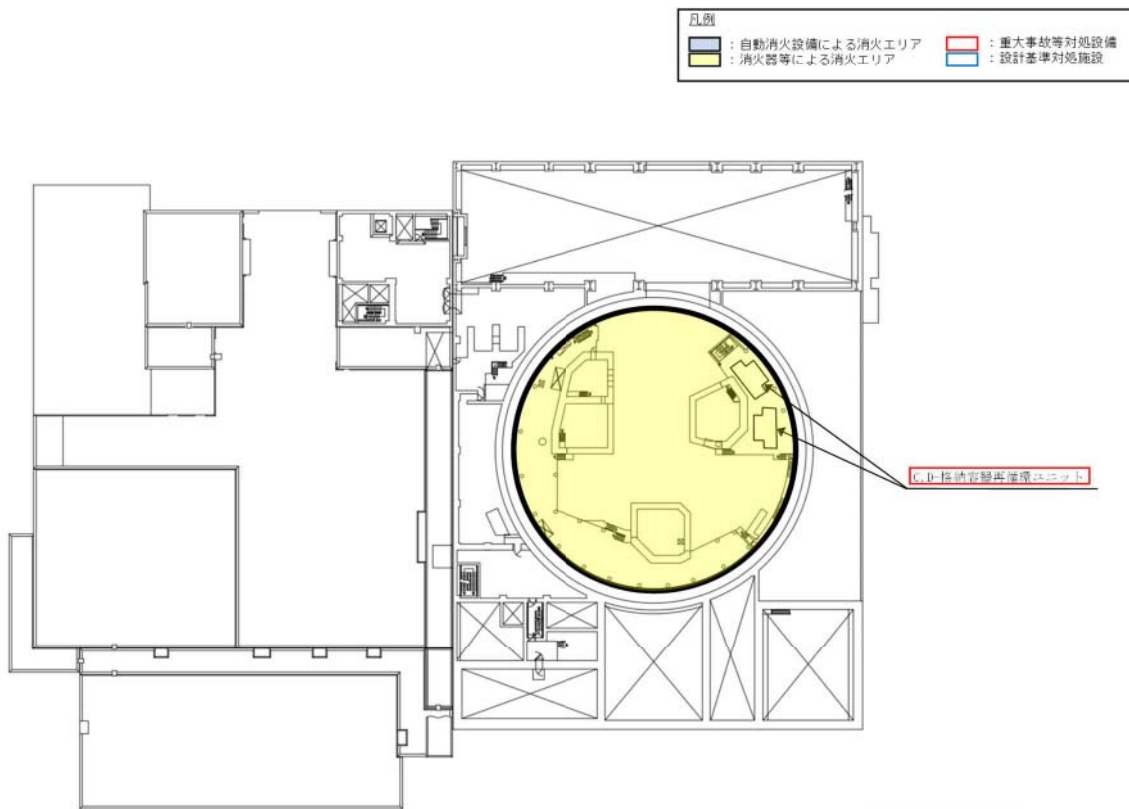 凡例
：自動消火設備による消火エリア
：重大事故等対処設備
：消火器等による消火エリア
：設計基準対処施設
C,D-格納容器再循環ユニット